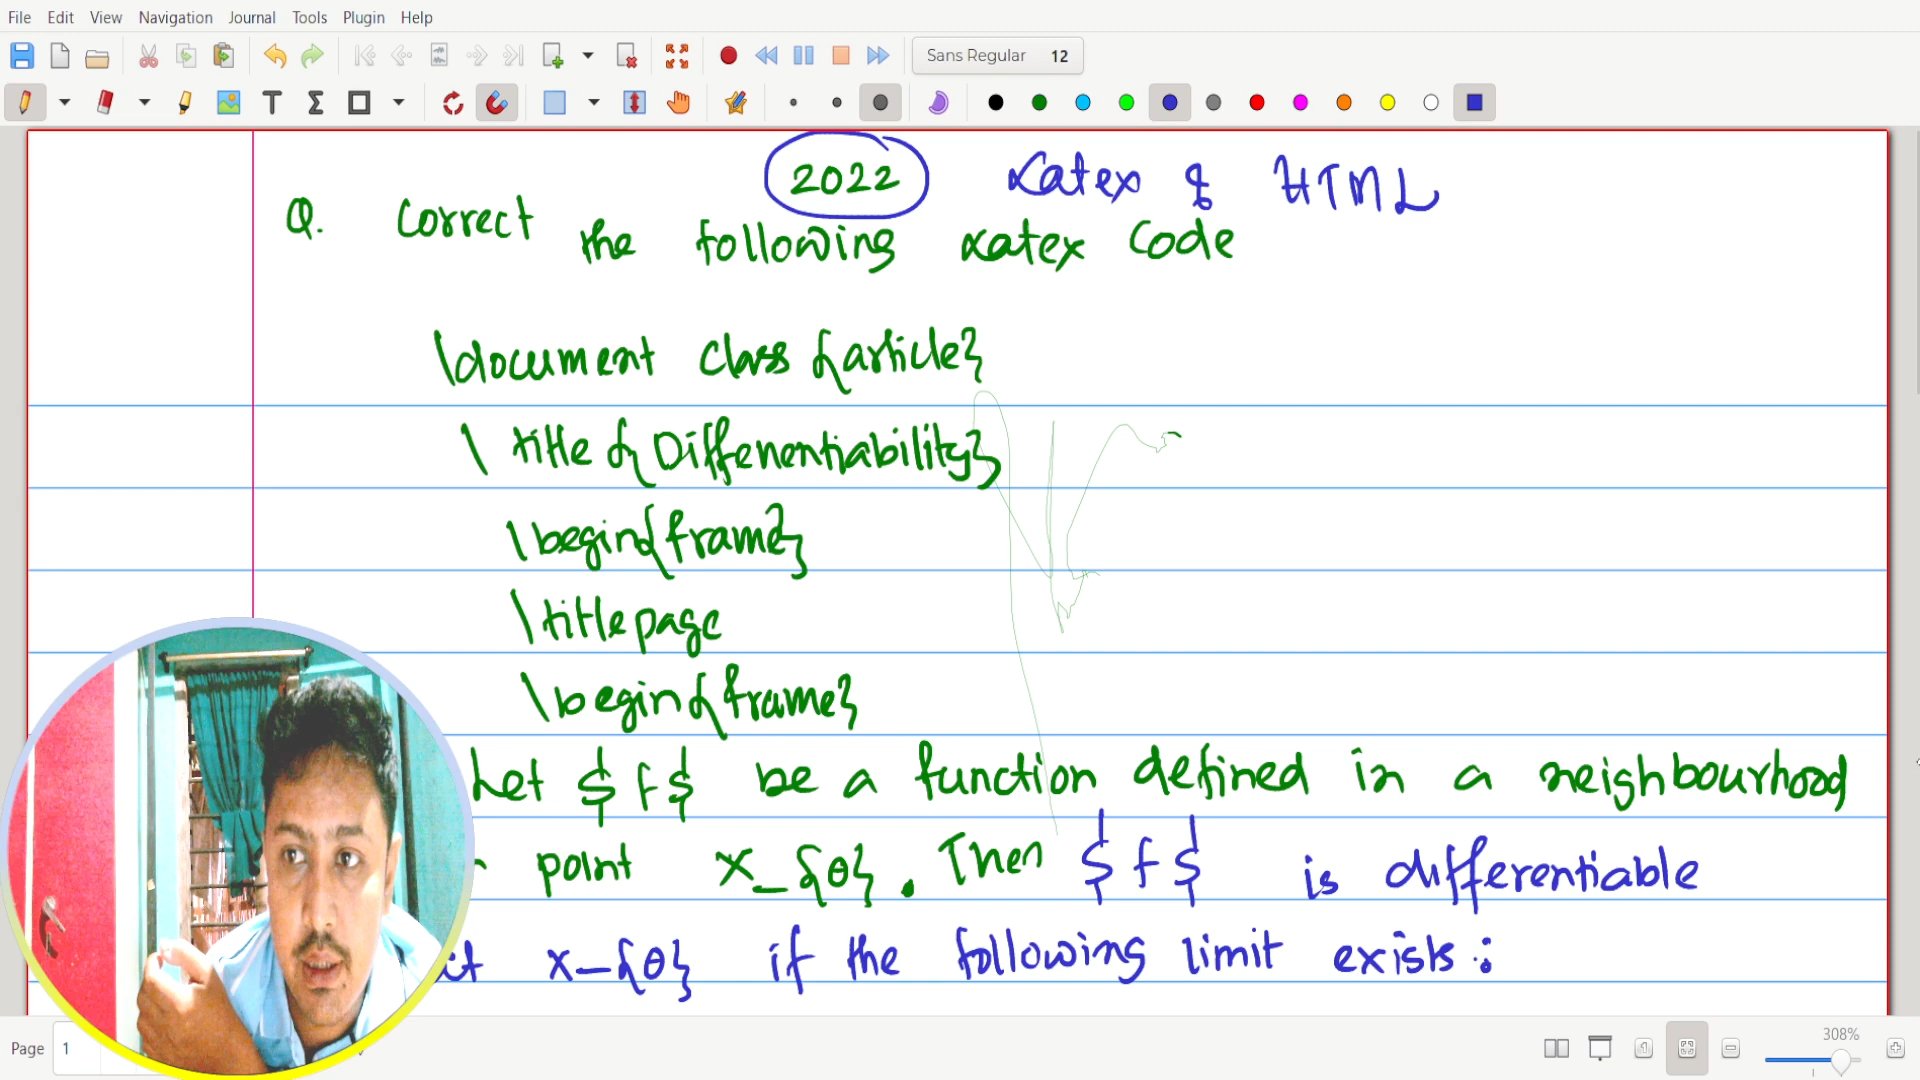 File Edit View Navigation Journal Tools Plugin Help
Sans Regular 12
2022 Latex & HTML
Q. Correct the following Latex Code
\document class {article}
\ title {Differentiability}
\begin{frame}
\titlepage
\begin{frame}
Let $f$ be a function defined in a neighbourhood
point x_{0}. Then $f$ is differentiable
x_{0} if the following limit exists:
Page 1
308%